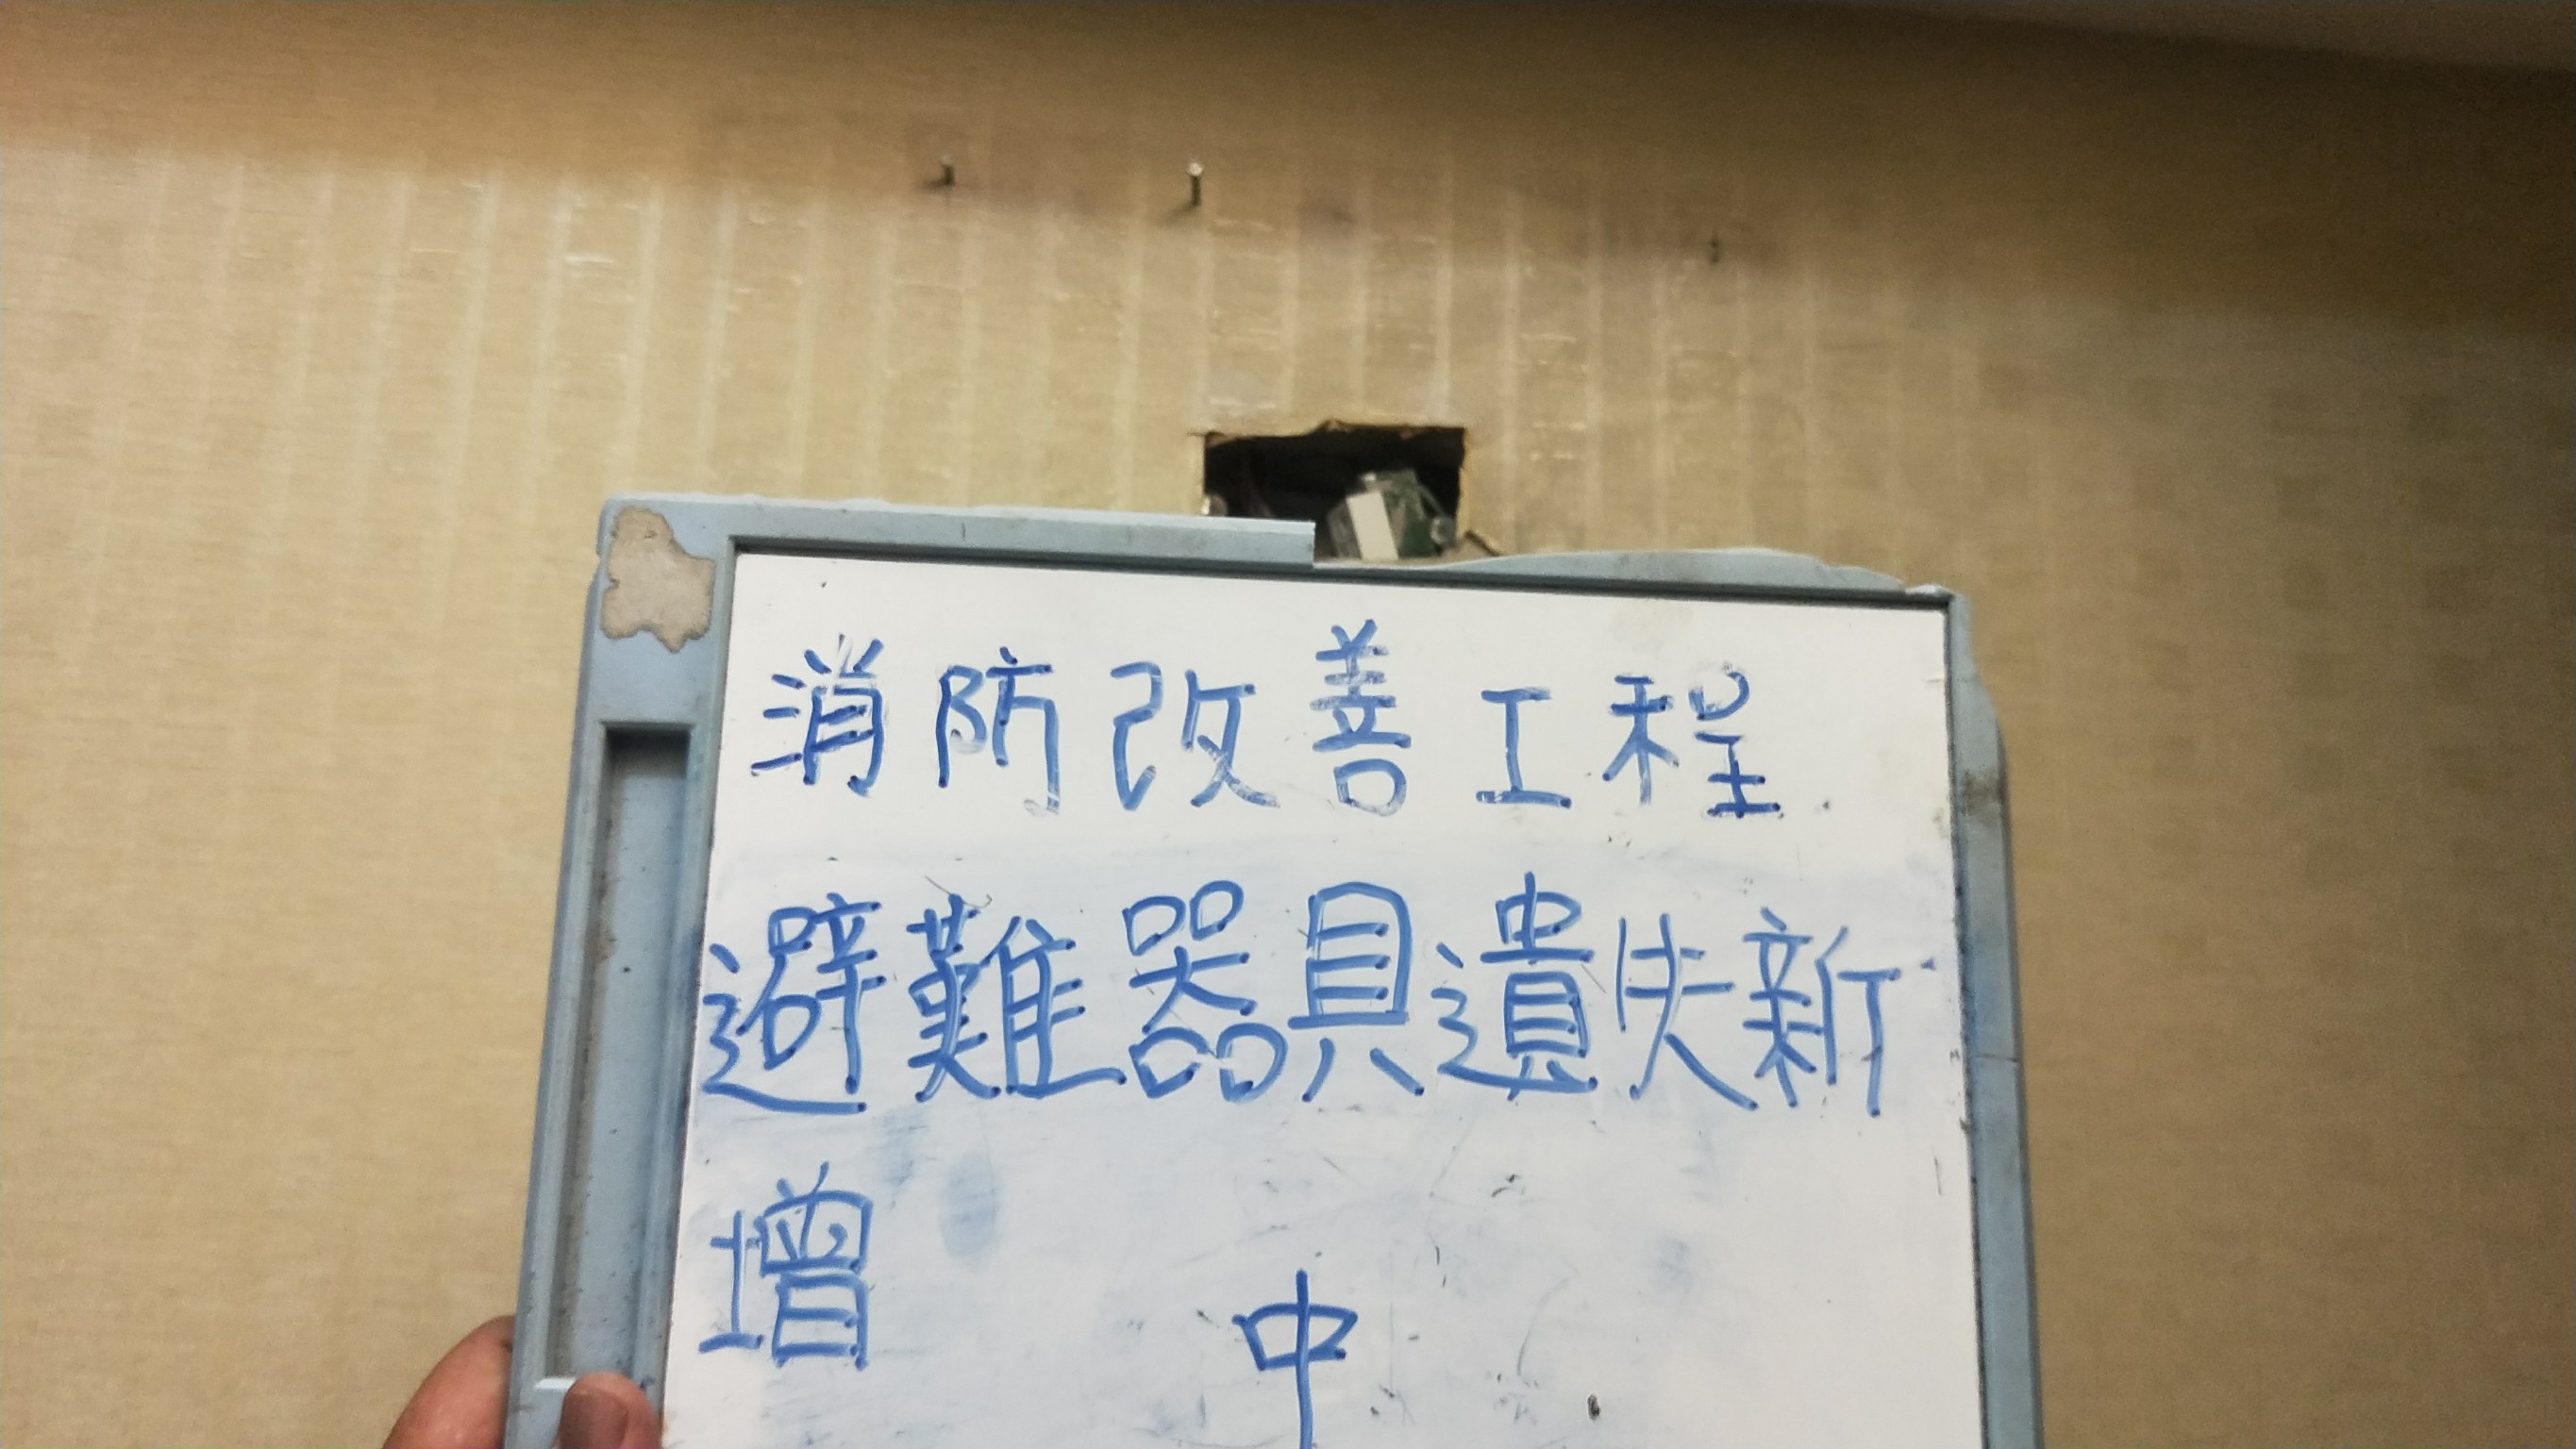 消防改善工程
避難器具遺失新
增
中